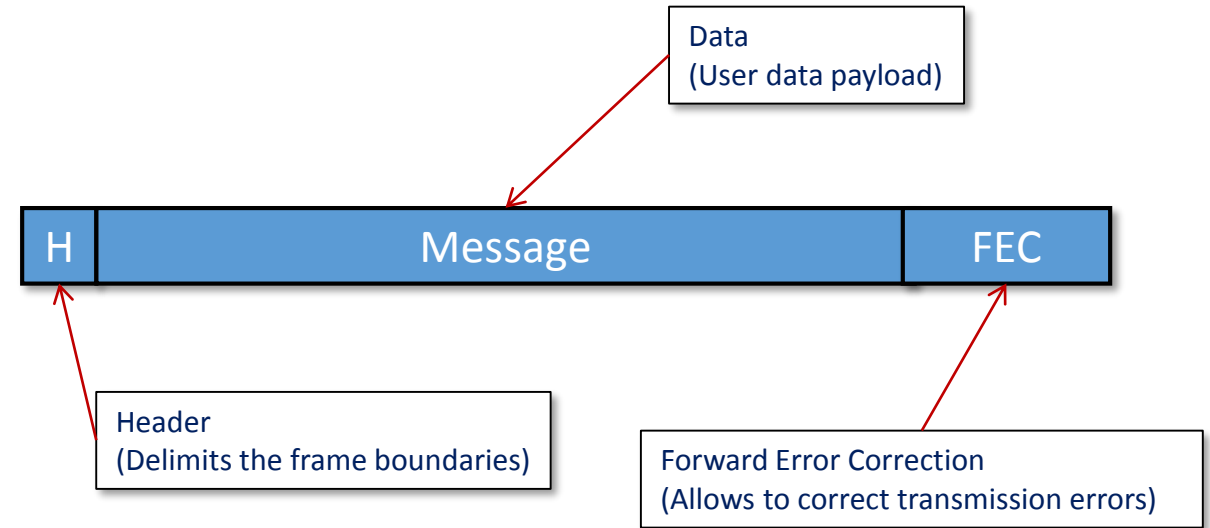 Data
(User data payload)
H
Message
FEC
Header
(Delimits the frame boundaries)
Forward Error Correction
(Allows to correct transmission errors)